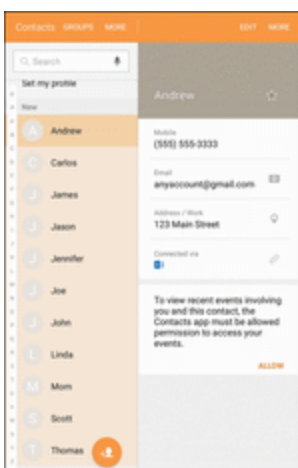 Contacts GROUPS MORE EDIT MORE
Search
Set my profile
New
A Andrew
C Carlos
J James
J Jason
J Jennifer
J Joe
J John
L Linda
M Mom
S Scott
T Thomas
Andrew
Mobile
(555) 555-3333
Email
anyaccount@gmail.com
Address / Work
123 Main Street
Connected via
To view recent events involving
you and this contact, the
Contacts app must be allowed
permission to access your
events.
ALLOW